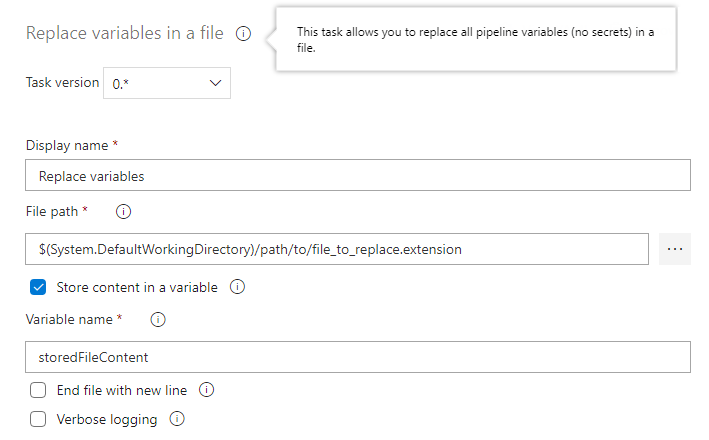 Replace variables in a file
This task allows you to replace all pipeline variables (no secrets) in a
file.
Task version 0.*
Display name *
Replace variables
File path *
$(System.DefaultWorkingDirectory)/path/to/file_to_replace.extension
Store content in a variable
Variable name *
storedFileContent
End file with new line
Verbose logging